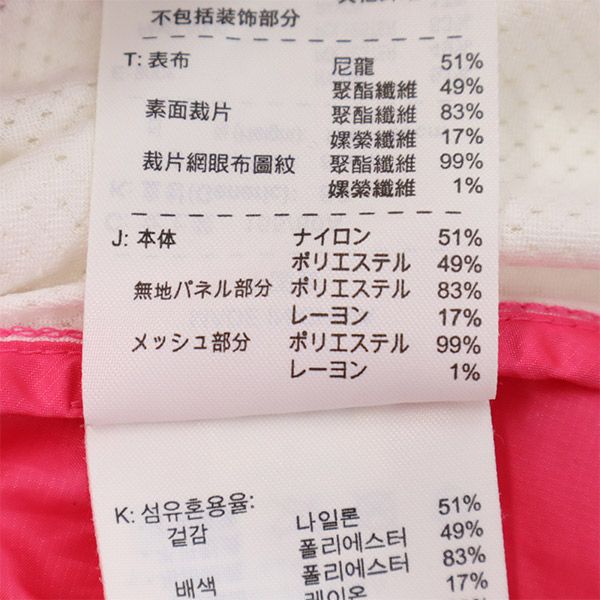 不包括装饰部分
T: 表布 尼龍 51%
聚酯纖維 49%
素面裁片 聚酯纖維 83%
嫘縈纖維 17%
裁片網眼布圖紋 聚酯纖維 99%
嫘縈纖維 1%
J: 本体 ナイロン 51%
ポリエステル 49%
無地パネル部分 ポリエステル 83%
レーヨン 17%
メッシュ部分 ポリエステル 99%
レーヨン 1%
K: 섬유혼용율:
겉감 나일론 51%
폴리에스터 49%
배색 폴리에스터 83%
레이온 17%